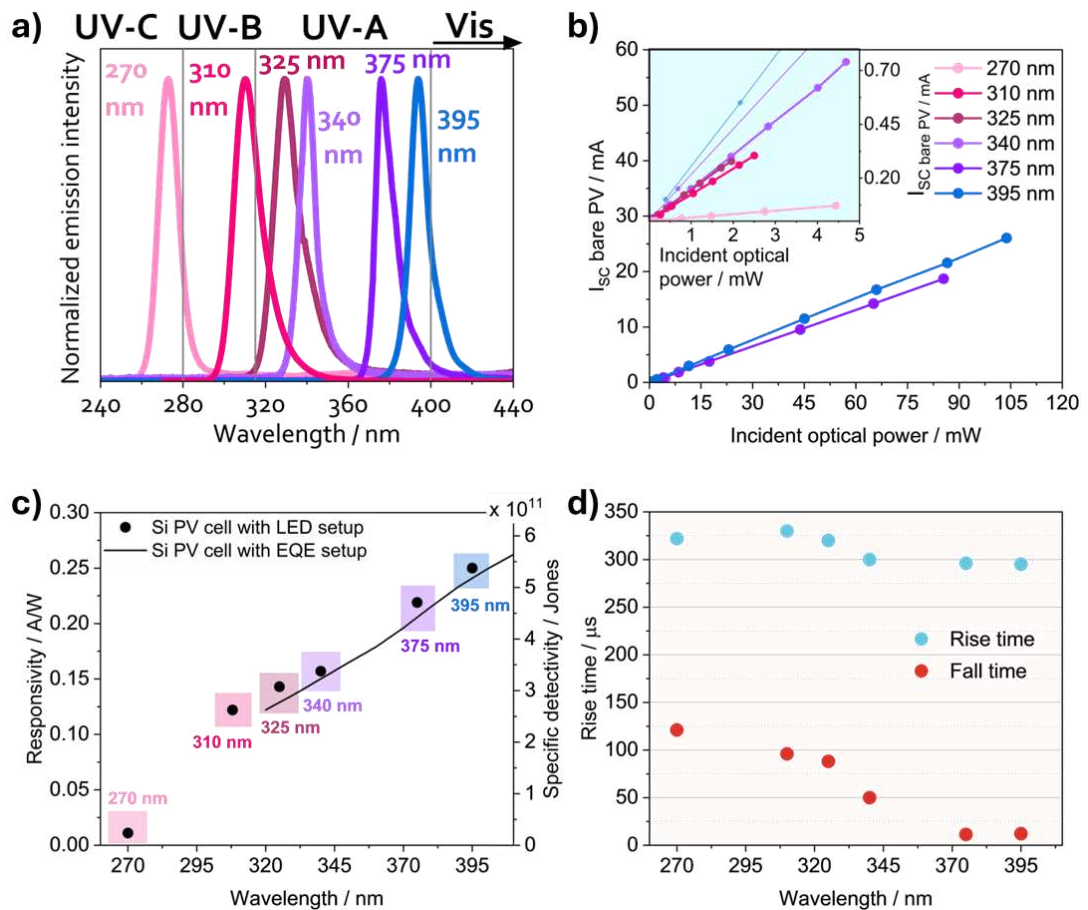 a)
UV-C UV-B UV-A Vis
270
nm
310
nm
325 nm
340
nm
375 nm
395
nm
Normalized emission intensity
240 280 320 360 400 440
Wavelength / nm
b)
60
50
40
30
20
10
0
I_SC bare PV / mA
0 15 30 45 60 75 90 105 120
Incident optical power / mW
0.70
0.45
0.20
I_SC bare PV / mA
1 2 3 4 5
Incident optical
power / mW
270 nm
310 nm
325 nm
340 nm
375 nm
395 nm
c)
Si PV cell with LED setup
Si PV cell with EQE setup
0.30
0.25
0.20
0.15
0.10
0.05
0.00
Responsivity / A/W
270 nm
310 nm
325 nm
340 nm
375 nm
395 nm
x 10¹¹
6
5
4
3
2
1
0
Specific detectivity / Jones
270 295 320 345 370 395
Wavelength / nm
d)
350
300
250
200
150
100
50
0
Rise time / µs
Rise time
Fall time
270 295 320 345 370 395
Wavelength / nm